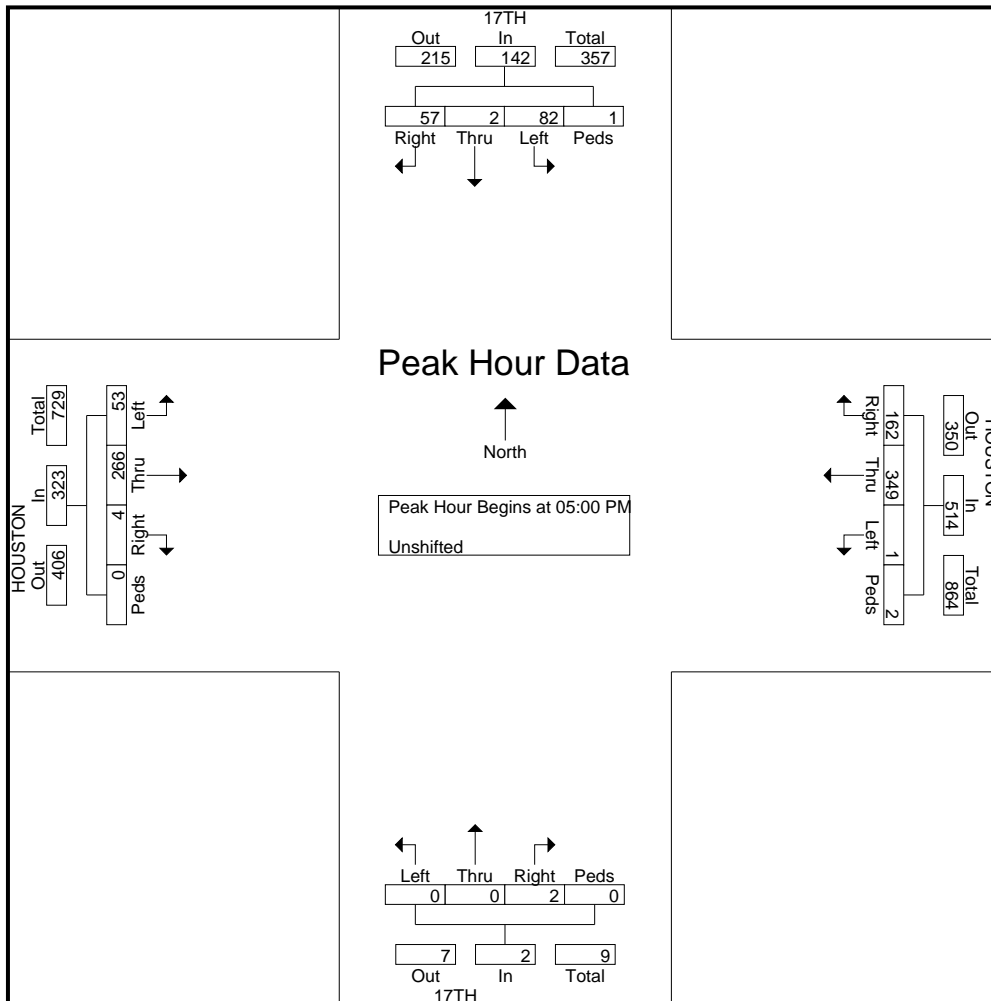 17TH
Out In Total
215 142 357
57 2 82 1
Right Thru Left Peds
Peak Hour Data
North
Peak Hour Begins at 05:00 PM
Unshifted
HOUSTON
Total In Out
729 323 406
53 266 4 0
Left Thru Right Peds
HOUSTON
Out In Total
350 514 864
162 349 1 2
Right Thru Left Peds
Left Thru Right Peds
0 0 2 0
7 2 9
Out In Total
17TH